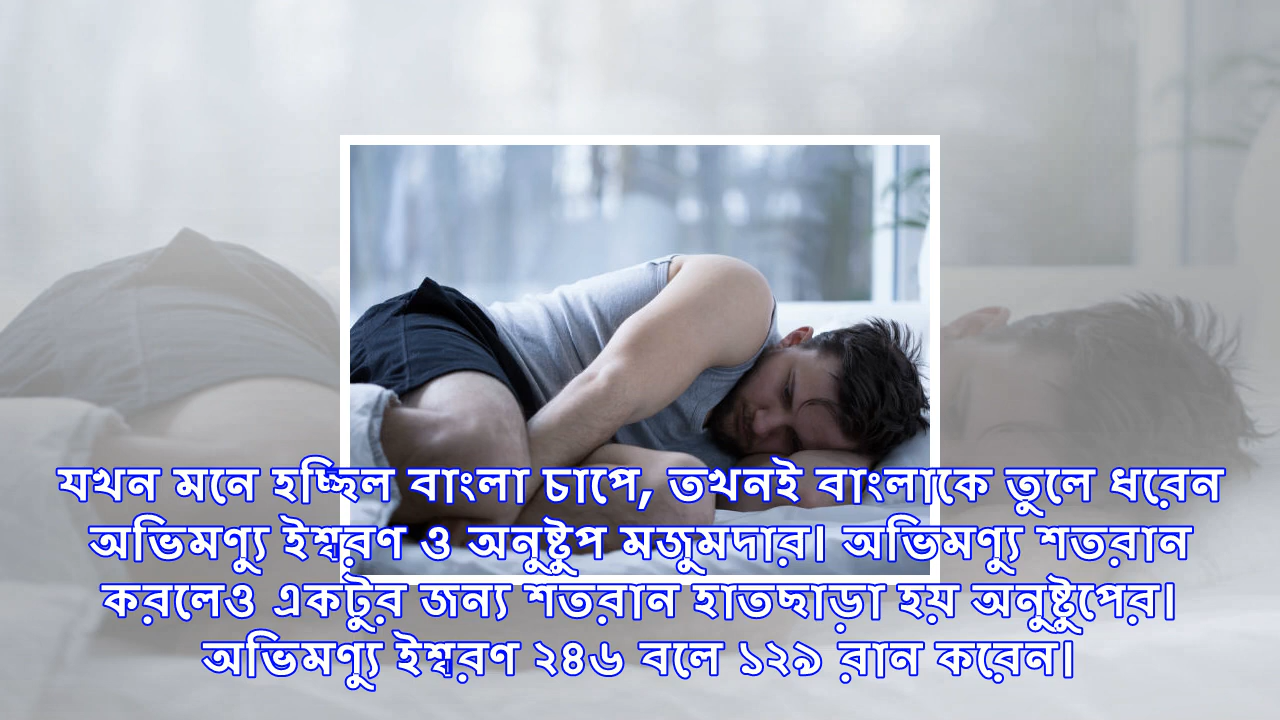 যখন মনে হচ্ছিল বাংলা চাপে, তখনই বাংলাকে তুলে ধরেন
অভিমণ্যু ইশ্বরণ ও অনুষ্টুপ মজুমদার। অভিমণ্যু শতরান
করলেও একটুর জন্য শতরান হাতছাড়া হয় অনুষ্টুপের।
অভিমণ্যু ইশ্বরণ ২৪৬ বলে ১২৯ রান করেন।